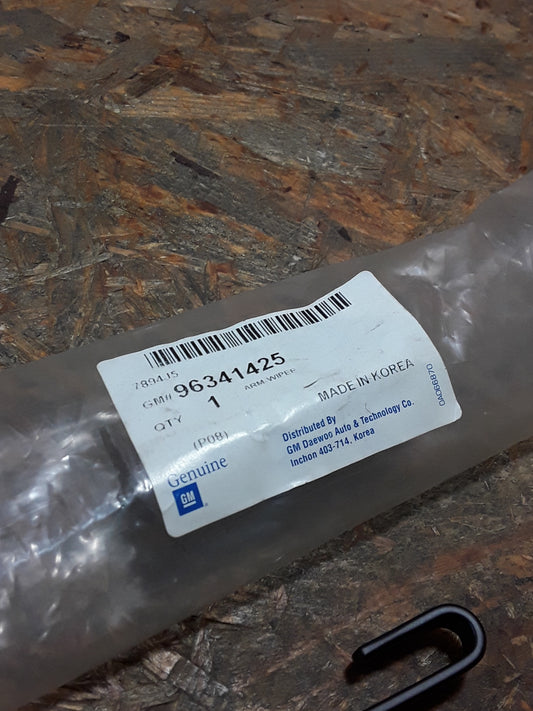 GM# 96341425
QTY 1 ARM-WIPER
MADE IN KOREA
(P08)
Genuine
GM
Distributed By
GM Daewoo Auto & Technology Co.
Inchon 403-714, Korea
DAD66870